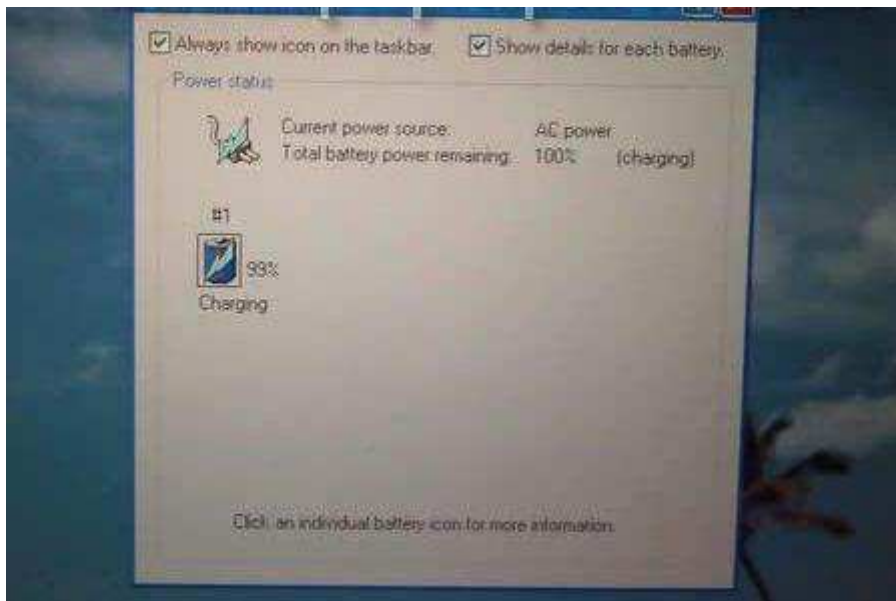 Always show icon on the taskbar. Show details for each battery.
Power status
Current power source: AC power
Total battery power remaining: 100% (charging)
#1
99%
Charging
Click an individual battery icon for more information.